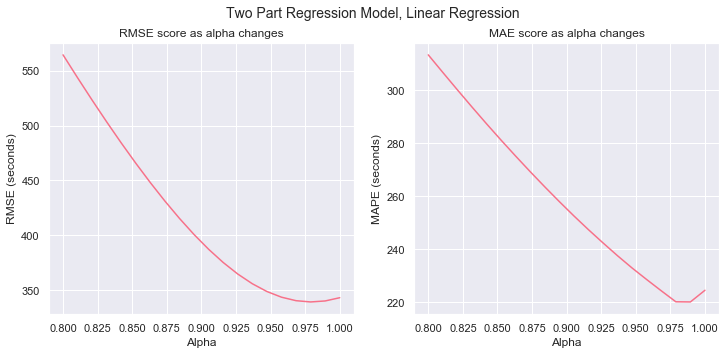 Two Part Regression Model, Linear Regression
RMSE score as alpha changes
RMSE (seconds)
550
500
450
400
350
0.800 0.825 0.850 0.875 0.900 0.925 0.950 0.975 1.000
Alpha
MAE score as alpha changes
MAPE (seconds)
300
280
260
240
220
0.800 0.825 0.850 0.875 0.900 0.925 0.950 0.975 1.000
Alpha